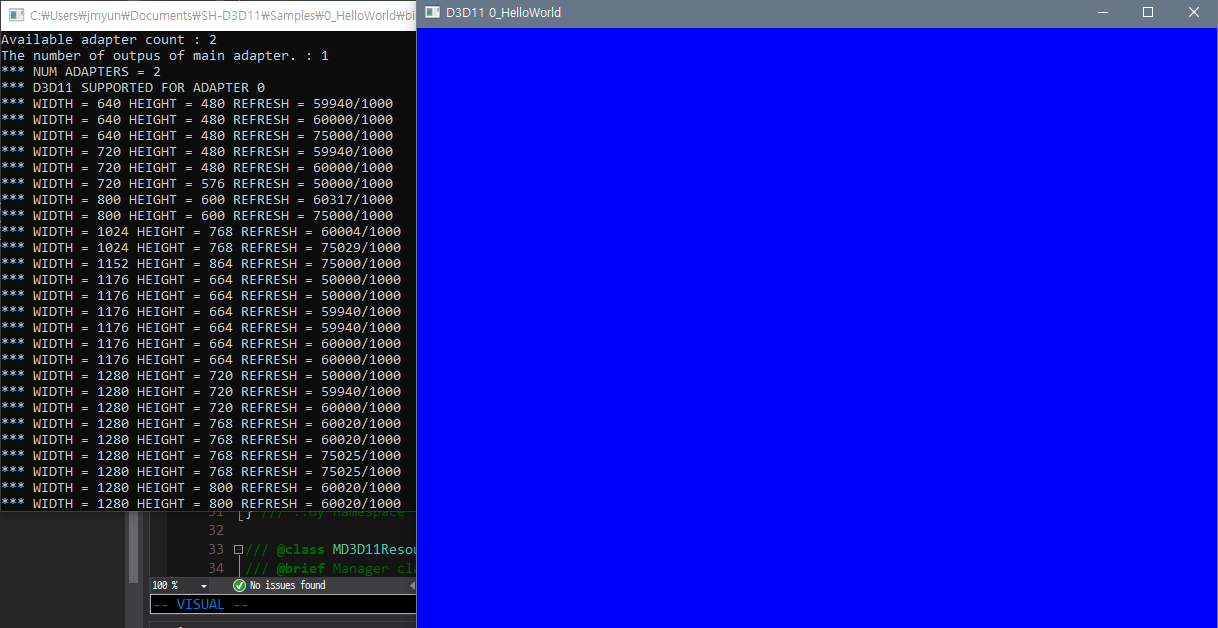 C:₩Users₩jmyun₩Documents₩SH-D3D11₩Samples₩0_HelloWorld₩bi
D3D11 0_HelloWorld
Available adapter count : 2
The number of outpus of main adapter. : 1
*** NUM ADAPTERS = 2
*** D3D11 SUPPORTED FOR ADAPTER 0
*** WIDTH = 640 HEIGHT = 480 REFRESH = 59940/1000
*** WIDTH = 640 HEIGHT = 480 REFRESH = 60000/1000
*** WIDTH = 640 HEIGHT = 480 REFRESH = 75000/1000
*** WIDTH = 720 HEIGHT = 480 REFRESH = 59940/1000
*** WIDTH = 720 HEIGHT = 480 REFRESH = 60000/1000
*** WIDTH = 720 HEIGHT = 576 REFRESH = 50000/1000
*** WIDTH = 800 HEIGHT = 600 REFRESH = 60317/1000
*** WIDTH = 800 HEIGHT = 600 REFRESH = 75000/1000
*** WIDTH = 1024 HEIGHT = 768 REFRESH = 60004/1000
*** WIDTH = 1024 HEIGHT = 768 REFRESH = 75029/1000
*** WIDTH = 1152 HEIGHT = 864 REFRESH = 75000/1000
*** WIDTH = 1176 HEIGHT = 664 REFRESH = 50000/1000
*** WIDTH = 1176 HEIGHT = 664 REFRESH = 50000/1000
*** WIDTH = 1176 HEIGHT = 664 REFRESH = 59940/1000
*** WIDTH = 1176 HEIGHT = 664 REFRESH = 59940/1000
*** WIDTH = 1176 HEIGHT = 664 REFRESH = 60000/1000
*** WIDTH = 1176 HEIGHT = 664 REFRESH = 60000/1000
*** WIDTH = 1280 HEIGHT = 720 REFRESH = 50000/1000
*** WIDTH = 1280 HEIGHT = 720 REFRESH = 59940/1000
*** WIDTH = 1280 HEIGHT = 720 REFRESH = 60000/1000
*** WIDTH = 1280 HEIGHT = 768 REFRESH = 60020/1000
*** WIDTH = 1280 HEIGHT = 768 REFRESH = 60020/1000
*** WIDTH = 1280 HEIGHT = 768 REFRESH = 75025/1000
*** WIDTH = 1280 HEIGHT = 768 REFRESH = 75025/1000
*** WIDTH = 1280 HEIGHT = 800 REFRESH = 60020/1000
*** WIDTH = 1280 HEIGHT = 800 REFRESH = 60020/1000
31 } /// ::dy namespace
32
33 /// @class MD3D11Resou
34 /// @brief Manager cla
100 % No issues found
-- VISUAL --